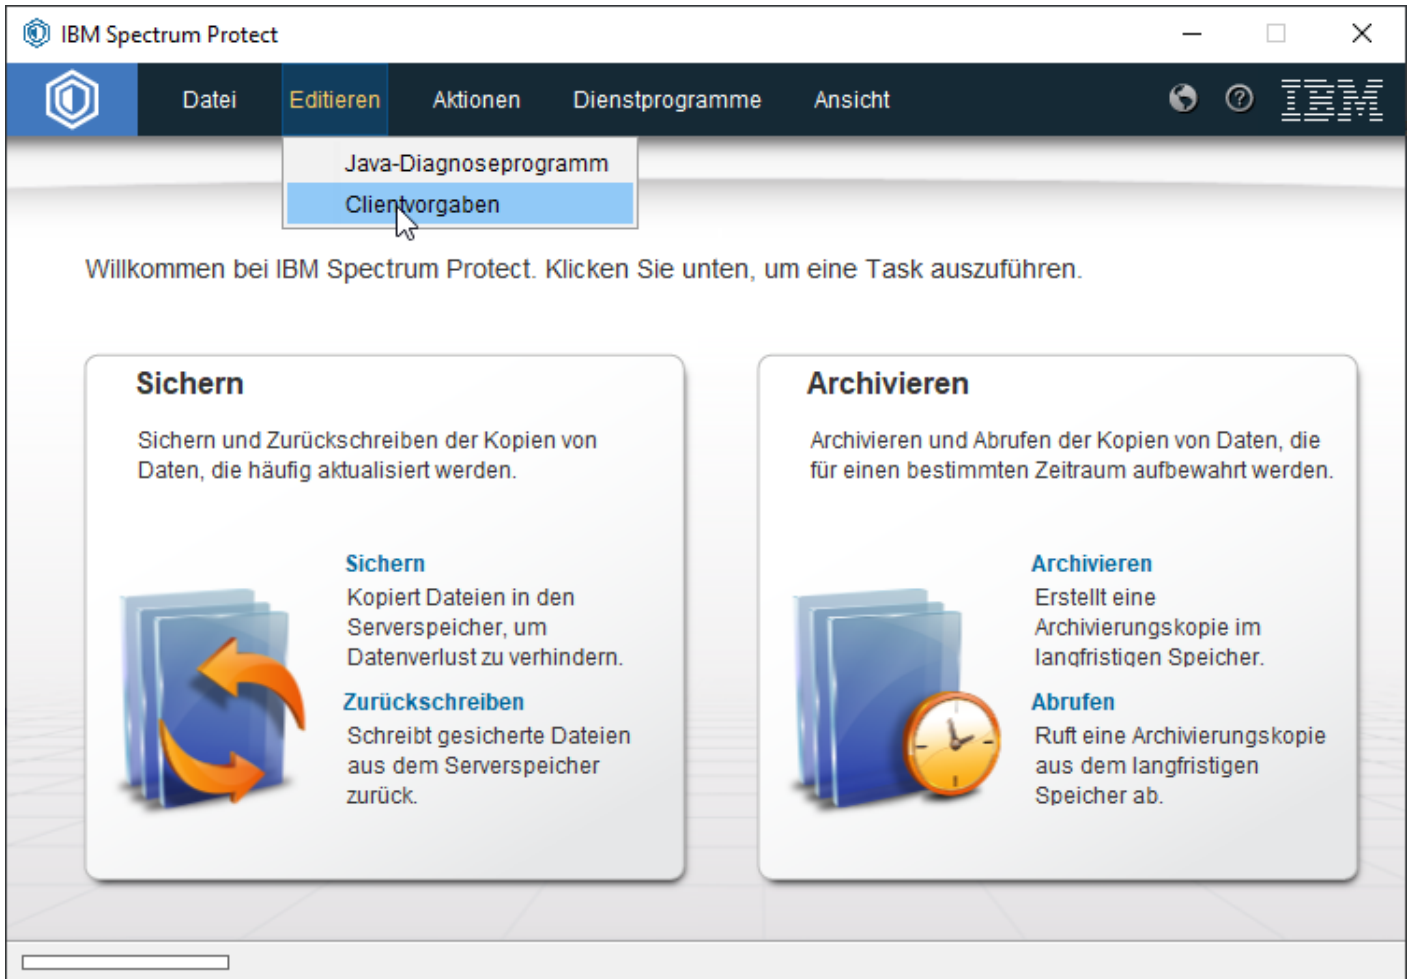 IBM Spectrum Protect
Datei Editieren Aktionen Dienstprogramme Ansicht ? IBM
Java-Diagnoseprogramm
Clientvorgaben
Willkommen bei IBM Spectrum Protect. Klicken Sie unten, um eine Task auszuführen.
Sichern
Sichern und Zurückschreiben der Kopien von
Daten, die häufig aktualisiert werden.
Sichern
Kopiert Dateien in den
Serverspeicher, um
Datenverlust zu verhindern.
Zurückschreiben
Schreibt gesicherte Dateien
aus dem Serverspeicher
zurück.
Archivieren
Archivieren und Abrufen der Kopien von Daten, die
für einen bestimmten Zeitraum aufbewahrt werden.
Archivieren
Erstellt eine
Archivierungskopie im
langfristigen Speicher.
Abrufen
Ruft eine Archivierungskopie
aus dem langfristigen
Speicher ab.